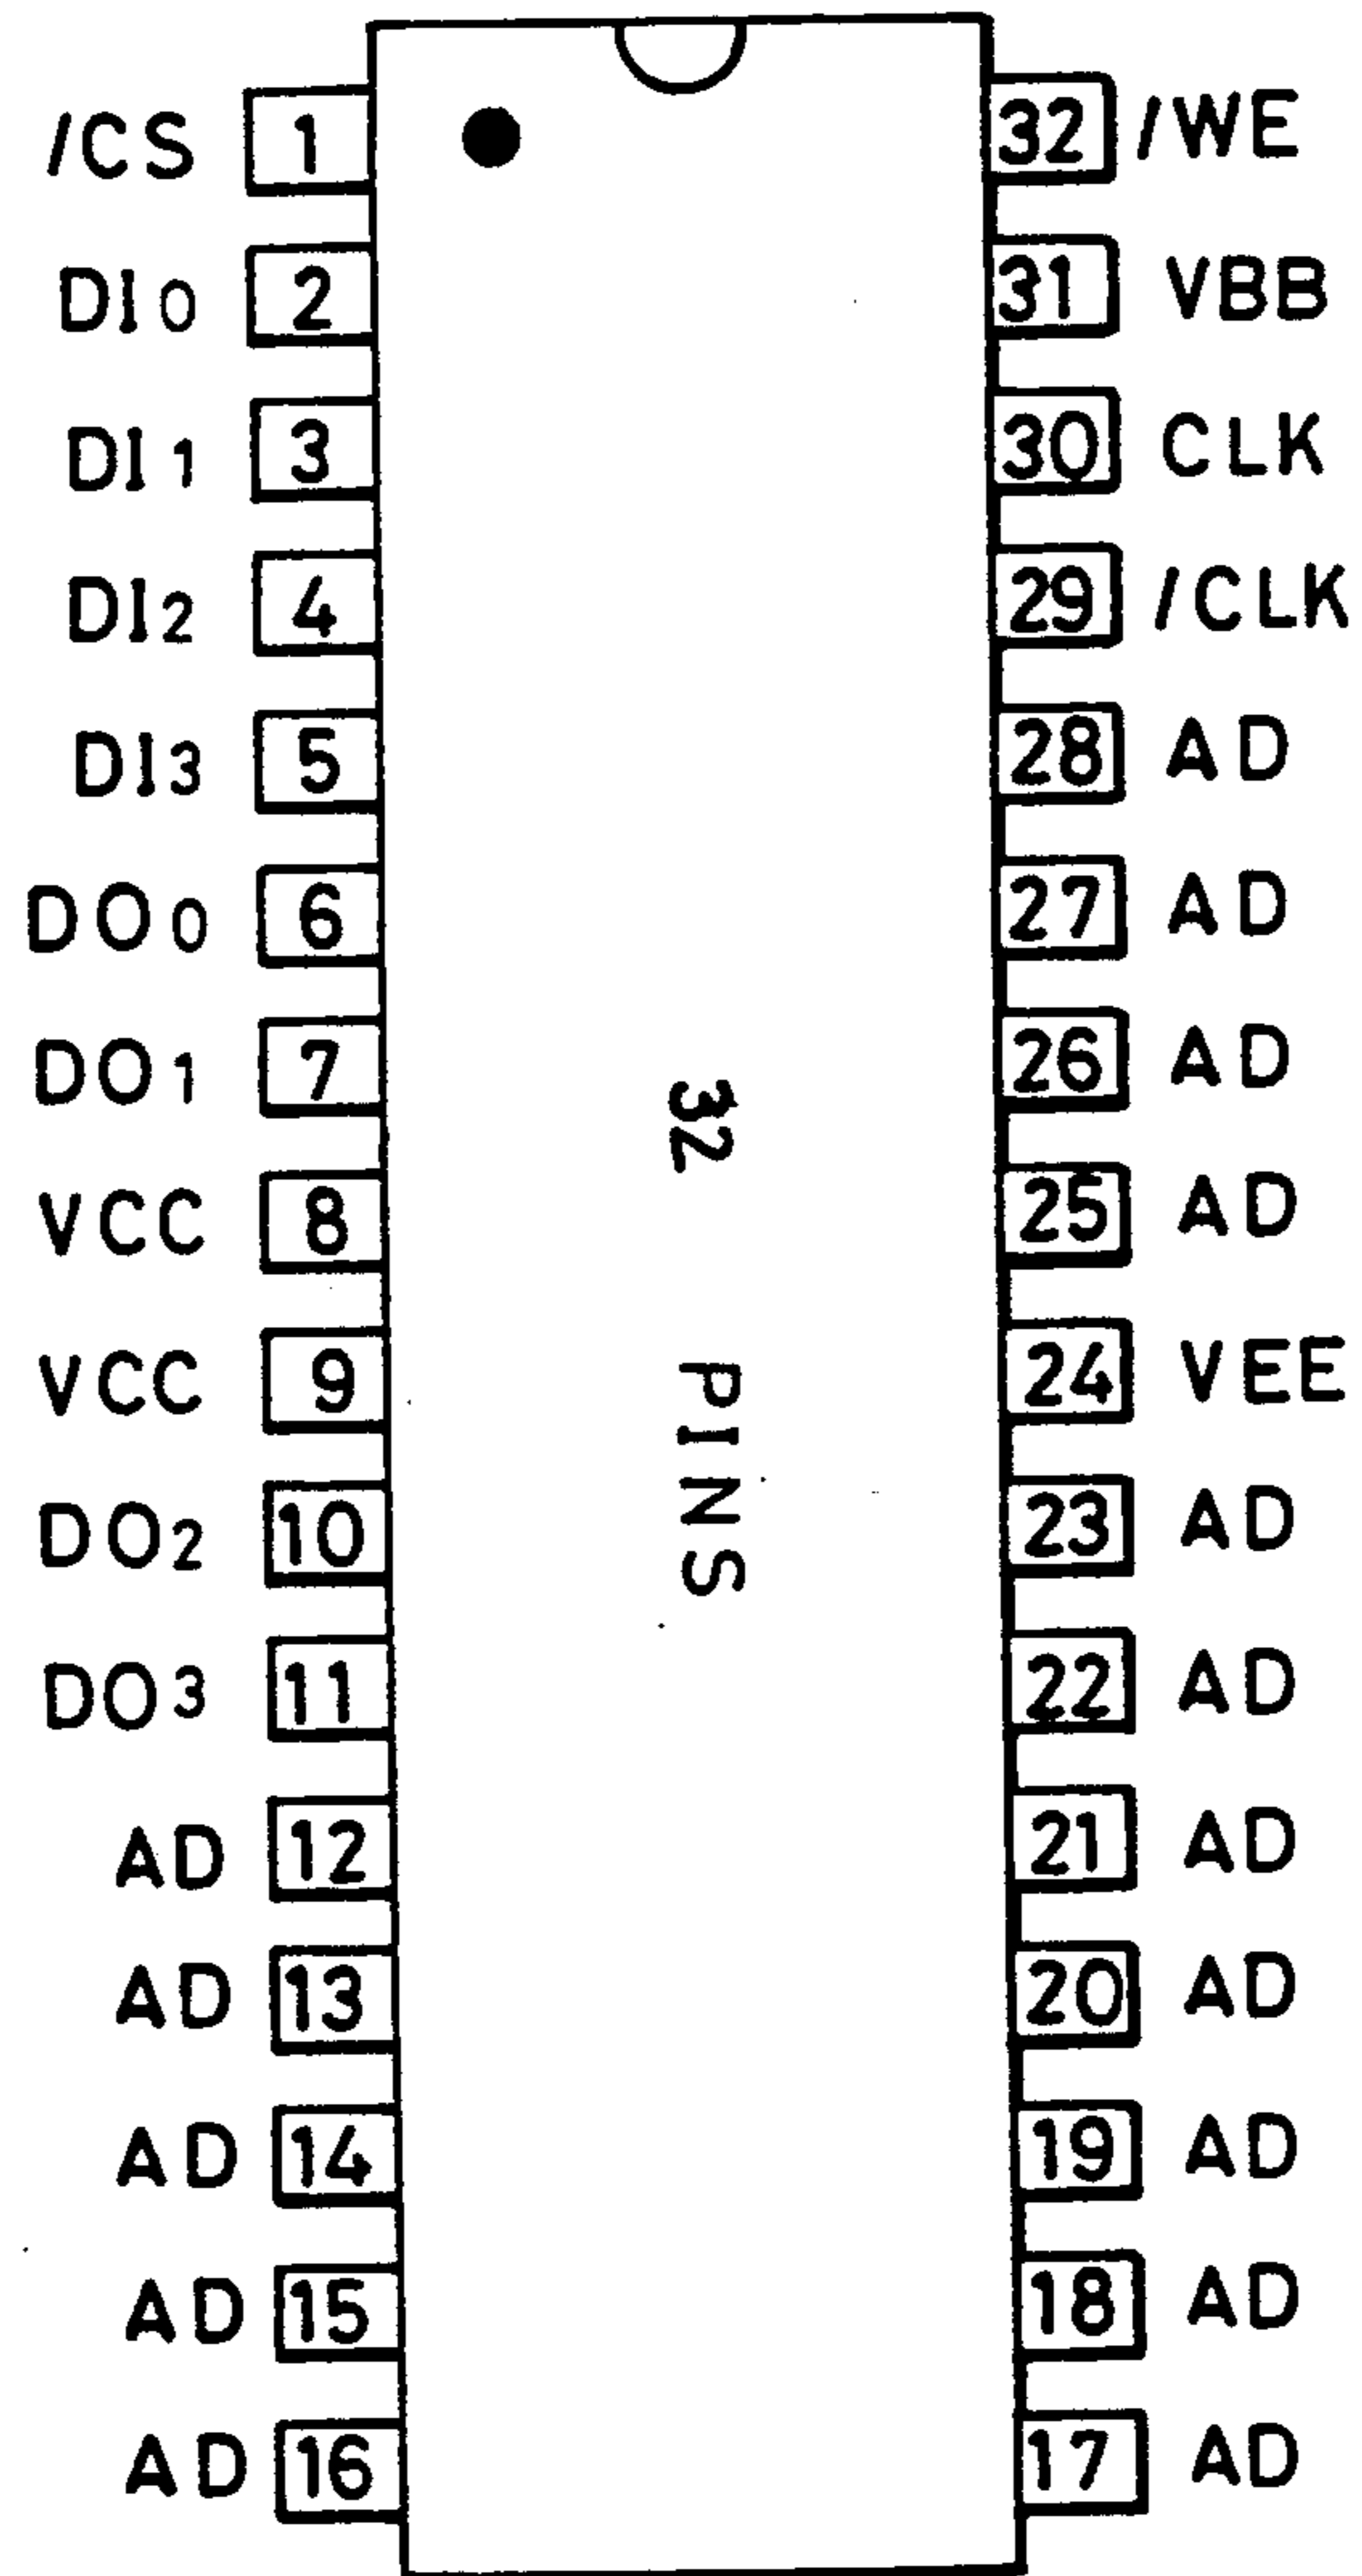 /CS 1 32 /WE
DI0 2 31 VBB
DI1 3 30 CLK
DI2 4 29 /CLK
DI3 5 28 AD
DO0 6 27 AD
DO1 7 26 AD
VCC 8 25 AD
VCC 9 24 VEE
DO2 10 23 AD
DO3 11 22 AD
AD 12 21 AD
AD 13 20 AD
AD 14 19 AD
AD 15 18 AD
AD 16 17 AD
32 PINS